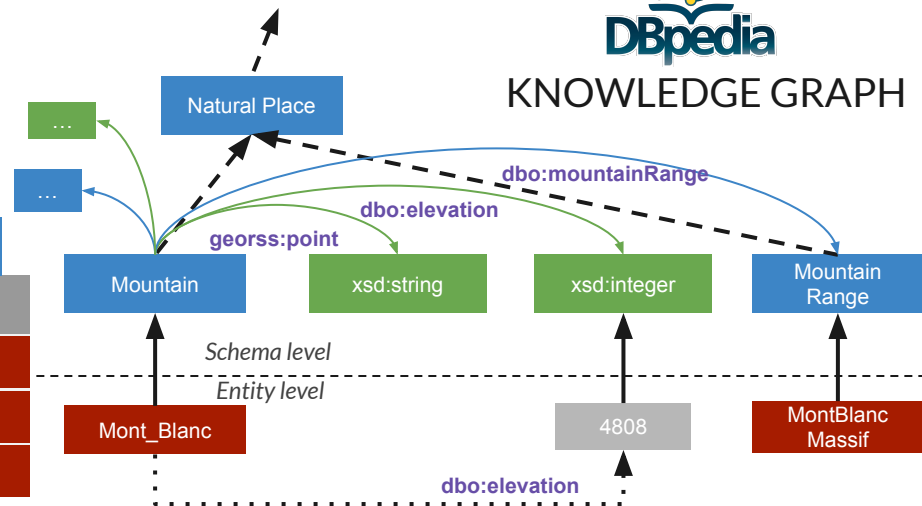 DBpedia
KNOWLEDGE GRAPH
Natural Place
...
...
dbo:mountainRange
dbo:elevation
georss:point
Mountain
xsd:string
xsd:integer
Mountain
Range
Schema level
Entity level
Mont_Blanc
4808
MontBlanc
Massif
dbo:elevation